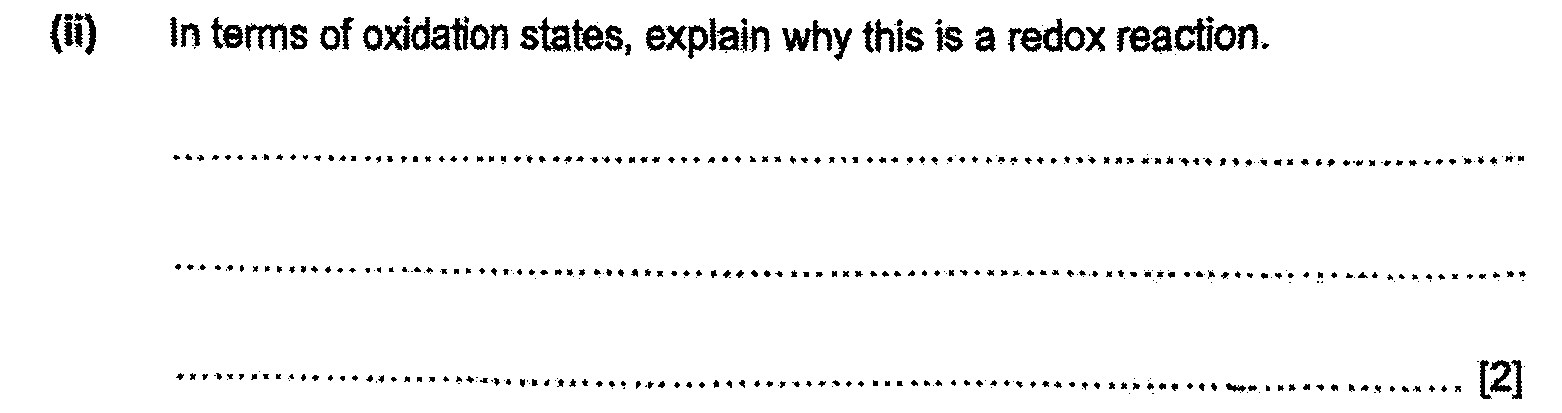 (ii) In terms of oxidation states, explain why this is a redox reaction.
[2]